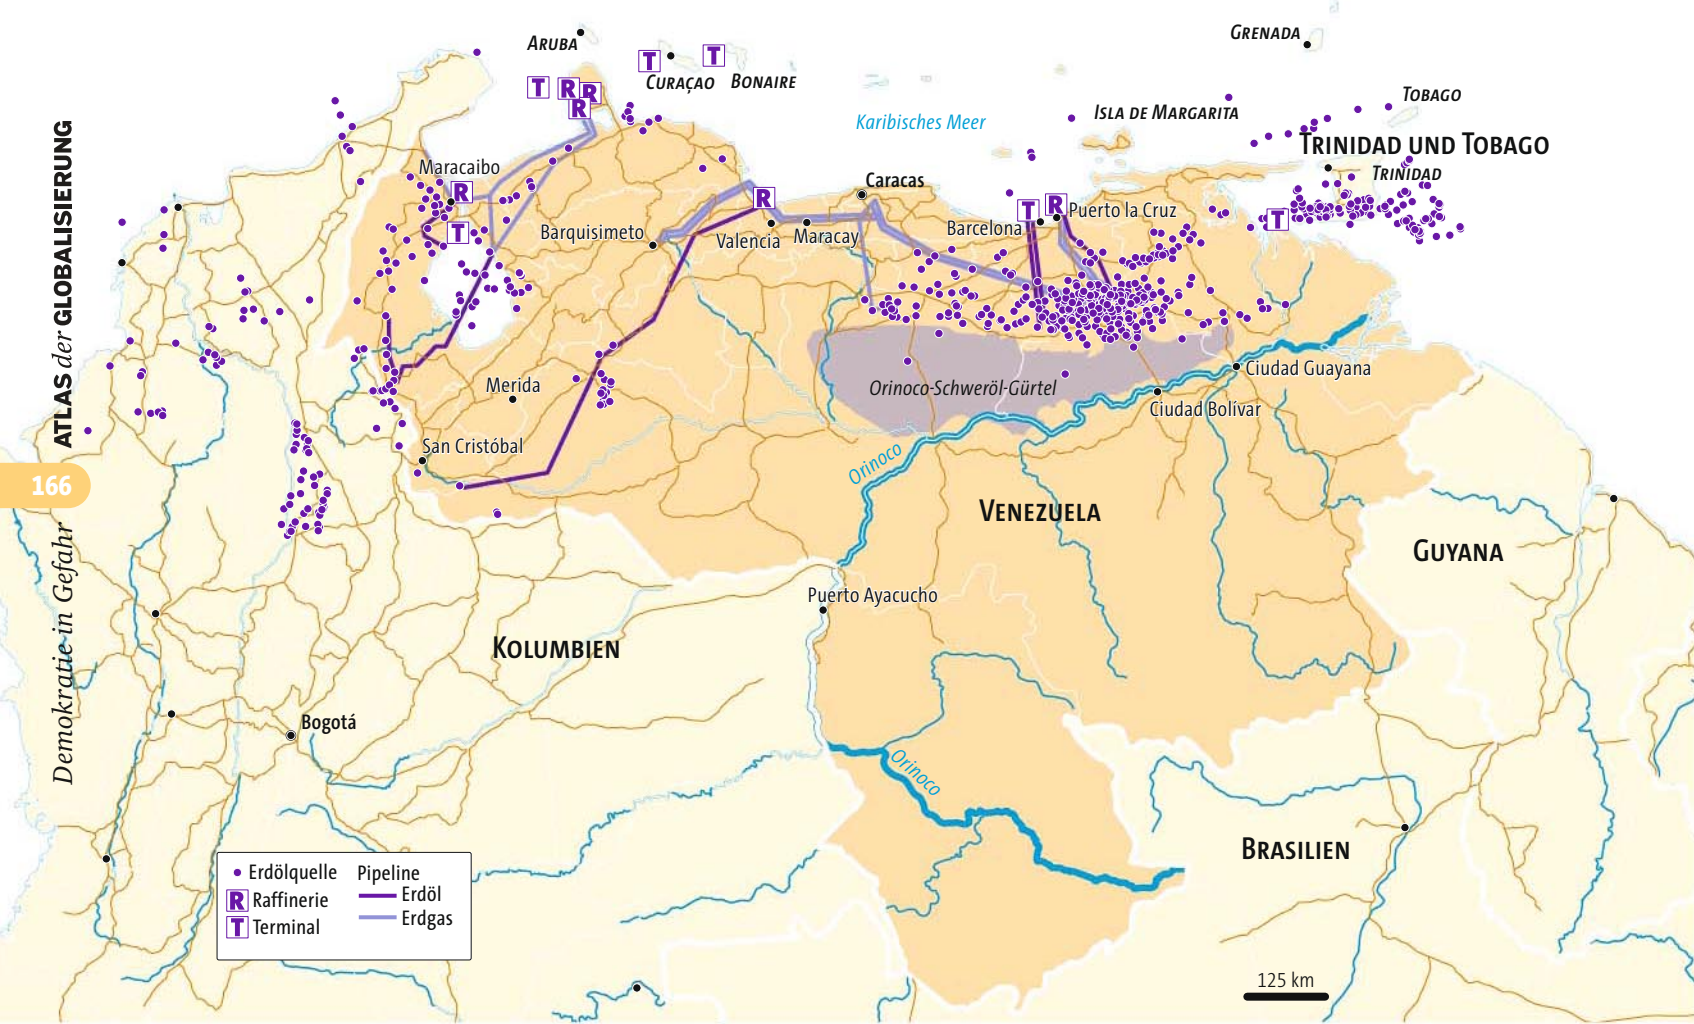 ATLAS der GLOBALISIERUNG
166
Demokratie in Gefahr
ARUBA
T
R
R
R
T
T
CURAÇAO
BONAIRE
GRENADA
TOBAGO
ISLA DE MARGARITA
Karibisches Meer
TRINIDAD UND TOBAGO
TRINIDAD
Maracaibo
R
T
Caracas
R
T
R
Puerto la Cruz
T
Barquisimeto
Valencia
Maracay
Barcelona
Merida
Orinoco-Schweröl-Gürtel
Ciudad Guayana
Ciudad Bolívar
San Cristóbal
Orinoco
VENEZUELA
GUYANA
Puerto Ayacucho
KOLUMBIEN
Bogotá
Orinoco
BRASILIEN
Erdölquelle
R Raffinerie
T Terminal
Pipeline
Erdöl
Erdgas
125 km